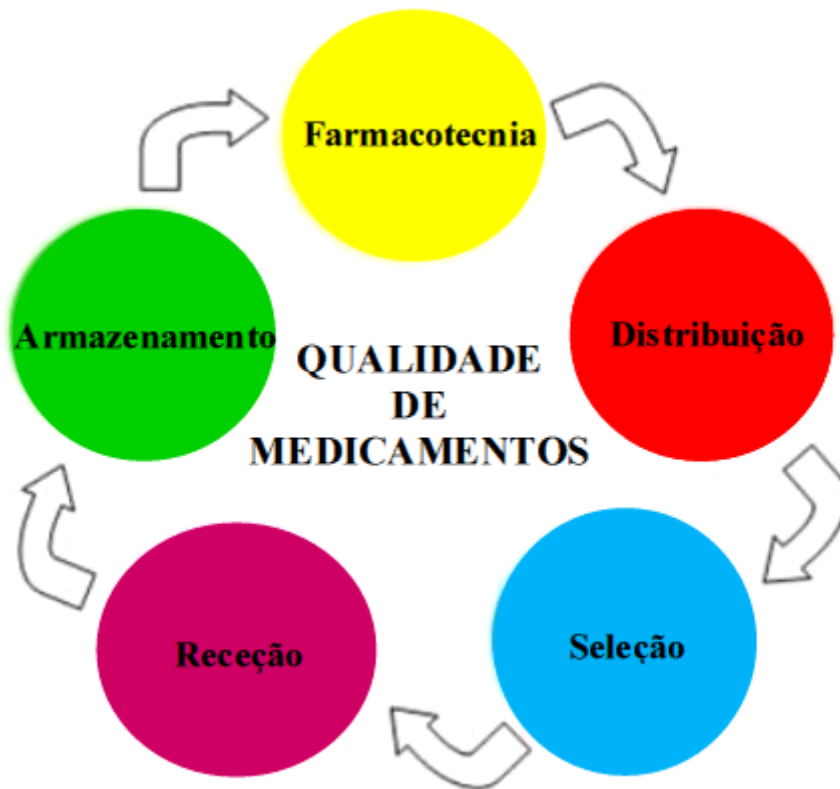 Farmacotecnia
Distribuição
Seleção
Receção
Armazenamento
QUALIDADE
DE
MEDICAMENTOS